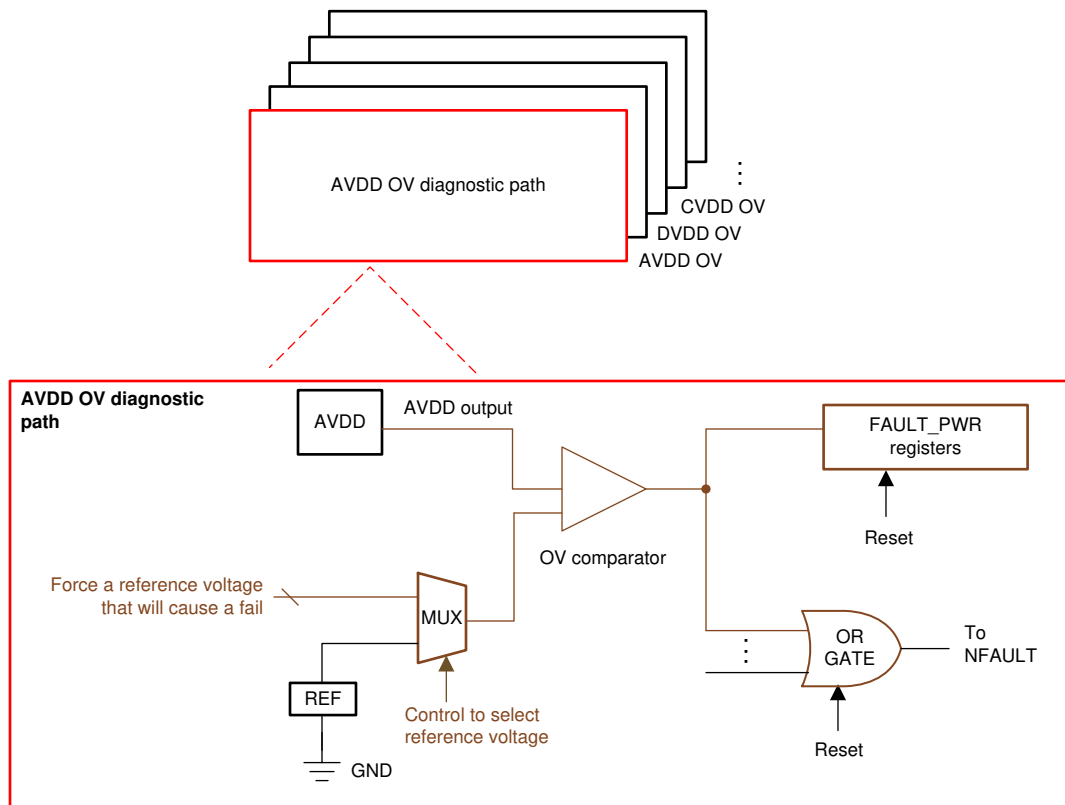 AVDD OV diagnostic path
CVDD OV
DVDD OV
AVDD OV
AVDD OV diagnostic
path
AVDD
AVDD output
FAULT_PWR
registers
Reset
OV comparator
Force a reference voltage
that will cause a fail
MUX
OR
GATE
To
NFAULT
REF
Control to select
reference voltage
Reset
GND